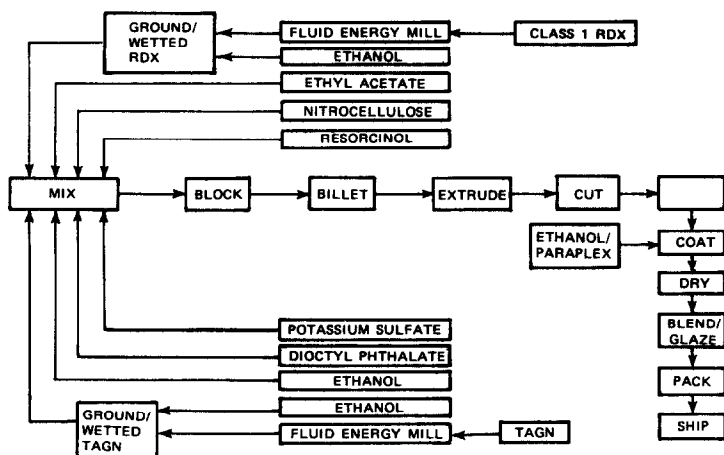 GROUND/
WETTED
RDX
FLUID ENERGY MILL
CLASS 1 RDX
ETHANOL
ETHYL ACETATE
NITROCELLULOSE
RESORCINOL
MIX
BLOCK
BILLET
EXTRUDE
CUT
ETHANOL/
PARAPLEX
COAT
DRY
BLEND/
GLAZE
PACK
SHIP
POTASSIUM SULFATE
DIOCTYL PHTHALATE
ETHANOL
ETHANOL
GROUND/
WETTED
TAGN
FLUID ENERGY MILL
TAGN